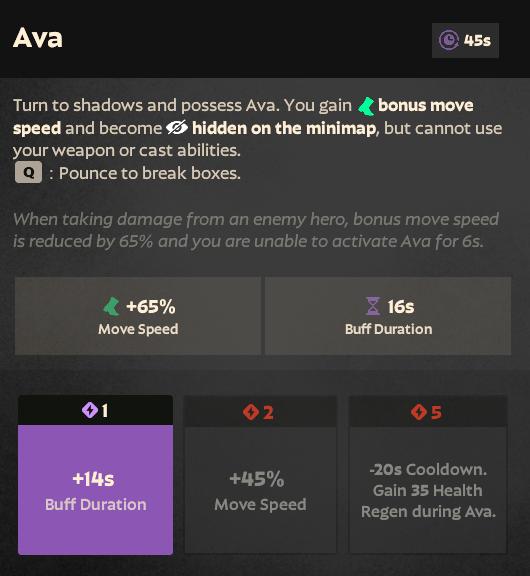 Ava
45s
Turn to shadows and possess Ava. You gain bonus move
speed and become hidden on the minimap, but cannot use
your weapon or cast abilities.
Q : Pounce to break boxes.
When taking damage from an enemy hero, bonus move speed
is reduced by 65% and you are unable to activate Ava for 6s.
+65%
Move Speed
16s
Buff Duration
1
+14s
Buff Duration
2
+45%
Move Speed
5
-20s Cooldown.
Gain 35 Health
Regen during Ava.